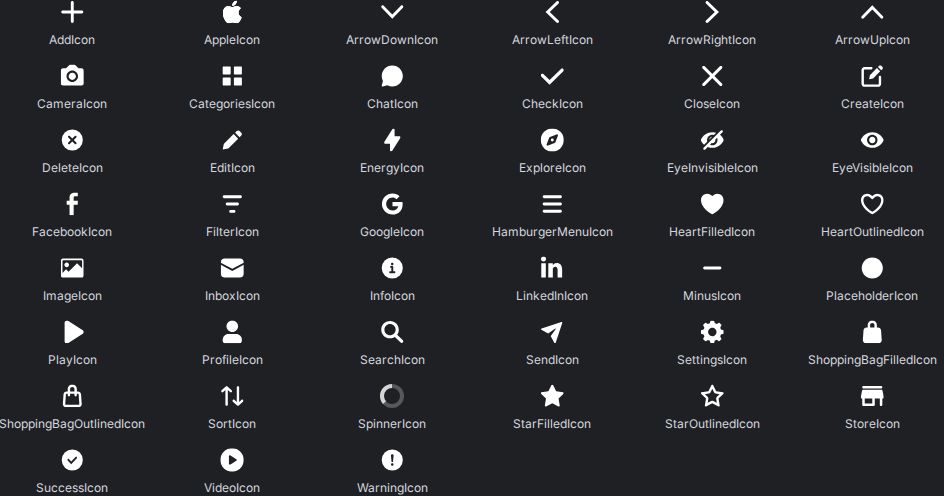 AddIcon AppleIcon ArrowDownIcon ArrowLeftIcon ArrowRightIcon ArrowUpIcon
CameraIcon CategoriesIcon ChatIcon CheckIcon CloseIcon CreateIcon
DeleteIcon EditIcon EnergyIcon ExploreIcon EyeInvisibleIcon EyeVisibleIcon
FacebookIcon FilterIcon GoogleIcon HamburgerMenuIcon HeartFilledIcon HeartOutlinedIcon
ImageIcon InboxIcon InfoIcon LinkedInIcon MinusIcon PlaceholderIcon
PlayIcon ProfileIcon SearchIcon SendIcon SettingsIcon ShoppingBagFilledIcon
ShoppingBagOutlinedIcon SortIcon SpinnerIcon StarFilledIcon StarOutlinedIcon StoreIcon
SuccessIcon VideoIcon WarningIcon